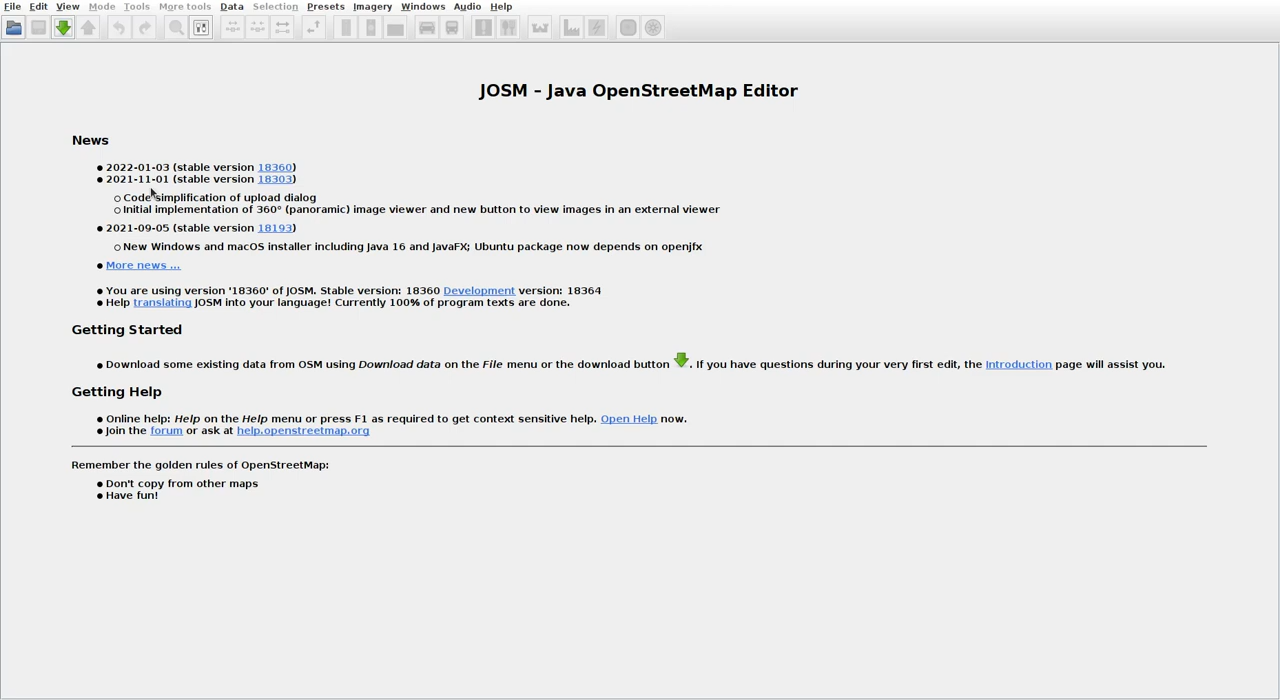 File Edit View Mode Tools More tools Data Selection Presets Imagery Windows Audio Help
JOSM – Java OpenStreetMap Editor
News
2022-01-03 (stable version 18360)
2021-11-01 (stable version 18303)
Code simplification of upload dialog
Initial implementation of 360° (panoramic) image viewer and new button to view images in an external viewer
2021-09-05 (stable version 18193)
New Windows and macOS installer including Java 16 and JavaFX; Ubuntu package now depends on openjfx
More news ...
You are using version '18360' of JOSM. Stable version: 18360 Development version: 18364
Help translating JOSM into your language! Currently 100% of program texts are done.
Getting Started
Download some existing data from OSM using Download data on the File menu or the download button . If you have questions during your very first edit, the Introduction page will assist you.
Getting Help
Online help: Help on the Help menu or press F1 as required to get context sensitive help. Open Help now.
Join the forum or ask at help.openstreetmap.org
Remember the golden rules of OpenStreetMap:
Don't copy from other maps
Have fun!